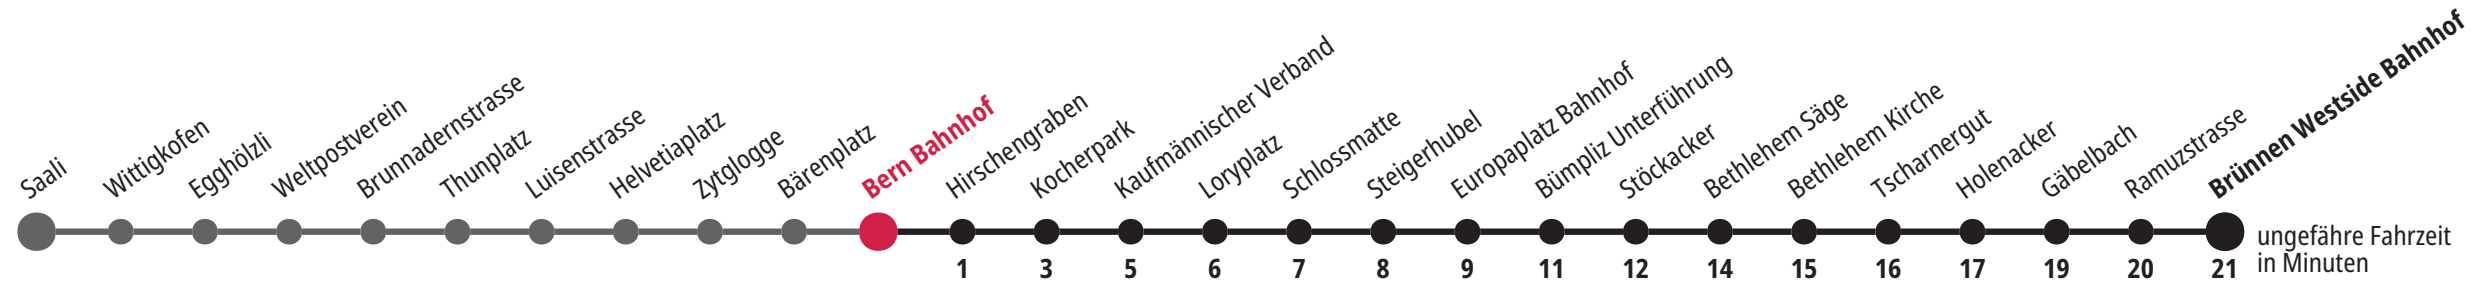 Saali
Wittigkofen
Egghölzli
Weltpostverein
Brunnadernstrasse
Thunplatz
Luisenstrasse
Helvetiaplatz
Zytglogge
Bärenplatz
Bern Bahnhof
Hirschengraben
Kocherpark
Kaufmännischer Verband
Loryplatz
Schlossmatte
Steigerhubel
Europaplatz Bahnhof
Bümpliz Unterführung
Stöckacker
Bethlehem Säge
Bethlehem Kirche
Tscharnergut
Holenacker
Gäbelbach
Ramuzstrasse
Brünnen Westside Bahnhof
1 3 5 6 7 8 9 11 12 14 15 16 17 19 20 21
ungefähre Fahrzeit
in Minuten